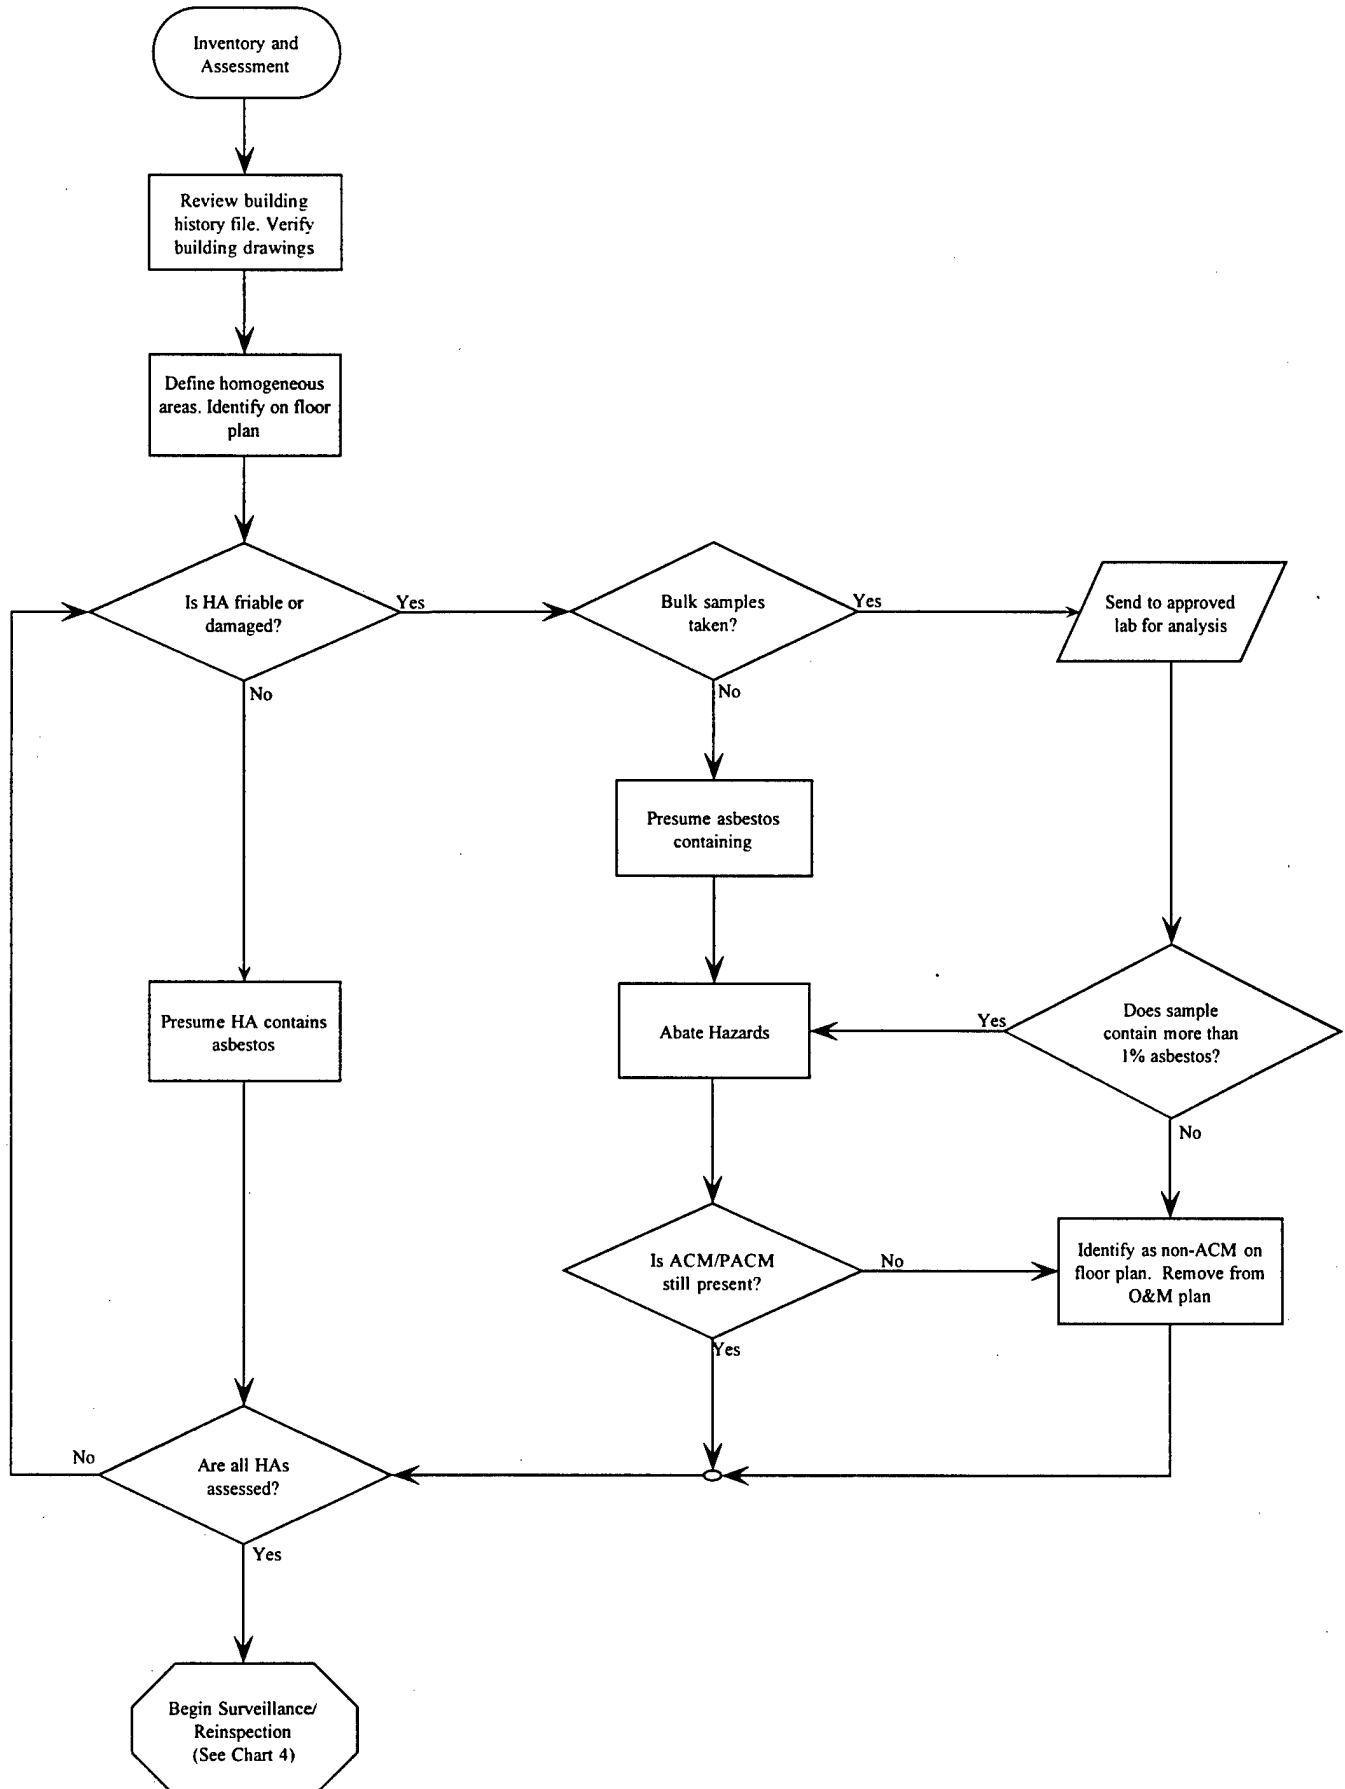 Inventory and
Assessment
Review building
history file. Verify
building drawings
Define homogeneous
areas. Identify on floor
plan
Is HA friable or
damaged?
Yes
No
Bulk samples
taken?
Yes
No
Send to approved
lab for analysis
Presume asbestos
containing
Presume HA contains
asbestos
Abate Hazards
Yes
Does sample
contain more than
1% asbestos?
No
Is ACM/PACM
still present?
No
Yes
Identify as non-ACM on
floor plan. Remove from
O&M plan
No
Are all HAs
assessed?
Yes
Begin Surveillance/
Reinspection
(See Chart 4)